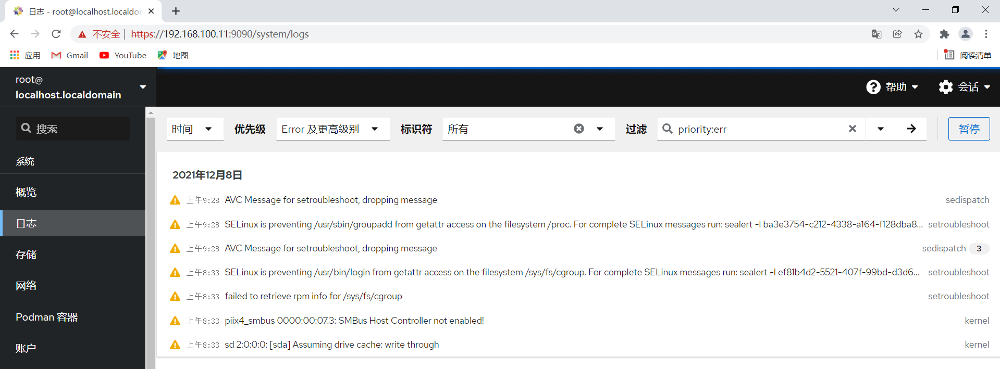 日志 - root@localhost.localdon
不安全 | https://192.168.100.11:9090/system/logs
应用 Gmail YouTube 地图 阅读清单
root@
localhost.localdomain
帮助 会话
搜索
系统
概览
日志
存储
网络
Podman 容器
账户
时间 优先级 Error 及更高级别 标识符 所有 过滤 priority:err 暂停
2021年12月8日
上午9:28 AVC Message for setroubleshoot, dropping message sedispatch
上午9:28 SELinux is preventing /usr/sbin/groupadd from getattr access on the filesystem /proc. For complete SELinux messages run: sealert -l ba3e3754-c212-4338-a164-f128dba8... setroubleshoot
上午9:28 AVC Message for setroubleshoot, dropping message sedispatch 3
上午8:33 SELinux is preventing /usr/bin/login from getattr access on the filesystem /sys/fs/cgroup. For complete SELinux messages run: sealert -l ef81b4d2-5521-407f-99bd-d3d6... setroubleshoot
上午8:33 failed to retrieve rpm info for /sys/fs/cgroup setroubleshoot
上午8:33 piix4_smbus 0000:00:07.3: SMBus Host Controller not enabled! kernel
上午8:33 sd 2:0:0:0: [sda] Assuming drive cache: write through kernel